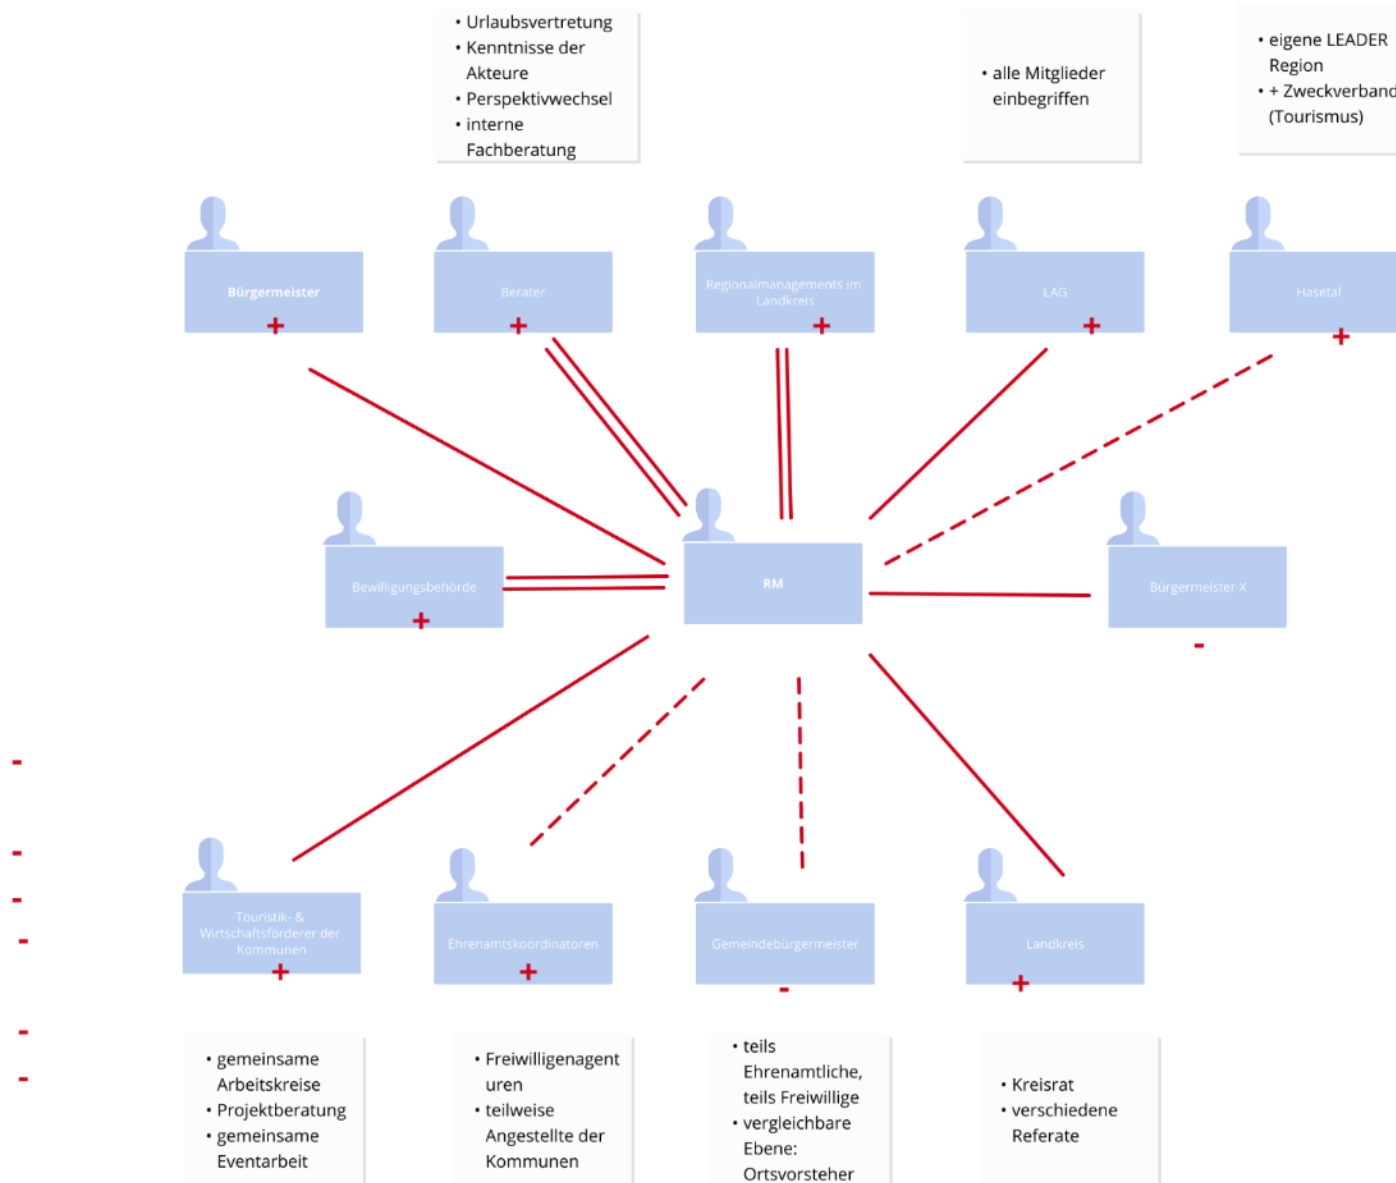 • Urlaubsvertretung
• Kenntnisse der
Akteure
• Perspektivwechsel
• interne
Fachberatung
• alle Mitglieder
einbegriffen
• eigene LEADER
Region
• + Zweckverband
(Tourismus)
Bürgermeister
+
Berater
+
Regionalmanagements im
Landkreis
+
LAG
+
Hasetal
+
Bewilligungsbehörde
+
RM
Bürgermeister X
-
-
-
-
-
-
-
Touristik- &
Wirtschaftsförderer der
Kommunen
+
Ehrenamtskoordinatoren
+
Gemeindebürgermeister
-
Landkreis
+
• gemeinsame
Arbeitskreise
• Projektberatung
• gemeinsame
Eventarbeit
• Freiwilligenagent
uren
• teilweise
Angestellte der
Kommunen
• teils
Ehrenamtliche,
teils Freiwillige
• vergleichbare
Ebene:
Ortsvorsteher
• Kreisrat
• verschiedene
Referate